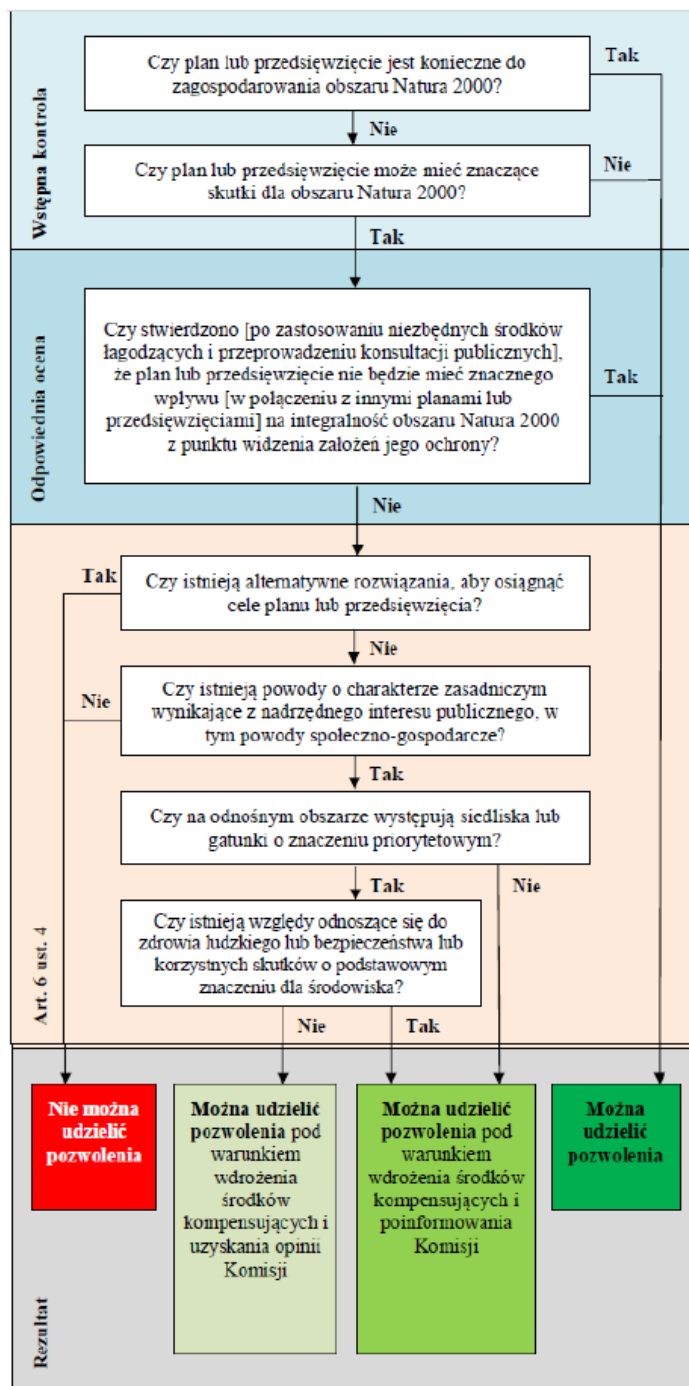 Wstępna kontrola
Czy plan lub przedsięwzięcie jest konieczne do
zagospodarowania obszaru Natura 2000?
Tak
Nie
Czy plan lub przedsięwzięcie może mieć znaczące
skutki dla obszaru Natura 2000?
Nie
Tak
Odpowiednia ocena
Czy stwierdzono [po zastosowaniu niezbędnych środków
łagodzących i przeprowadzeniu konsultacji publicznych],
że plan lub przedsięwzięcie nie będzie mieć znacznego
wpływu [w połączeniu z innymi planami lub
przedsięwzięciami] na integralność obszaru Natura 2000
z punktu widzenia założeń jego ochrony?
Tak
Nie
Art. 6 ust. 4
Tak
Czy istnieją alternatywne rozwiązania, aby osiągnąć
cele planu lub przedsięwzięcia?
Nie
Nie
Czy istnieją powody o charakterze zasadniczym
wynikające z nadrzędnego interesu publicznego, w
tym powody społeczno-gospodarcze?
Tak
Czy na odnośnym obszarze występują siedliska lub
gatunki o znaczeniu priorytetowym?
Tak
Nie
Czy istnieją względy odnoszące się do
zdrowia ludzkiego lub bezpieczeństwa lub
korzystnych skutków o podstawowym
znaczeniu dla środowiska?
Nie
Tak
Rezultat
Nie można
udzielić
pozwolenia
Można udzielić
pozwolenia pod
warunkiem
wdrożenia
środków
kompensujących i
uzyskania opinii
Komisji
Można udzielić
pozwolenia pod
warunkiem
wdrożenia środków
kompensujących i
poinformowania
Komisji
Można
udzielić
pozwolenia